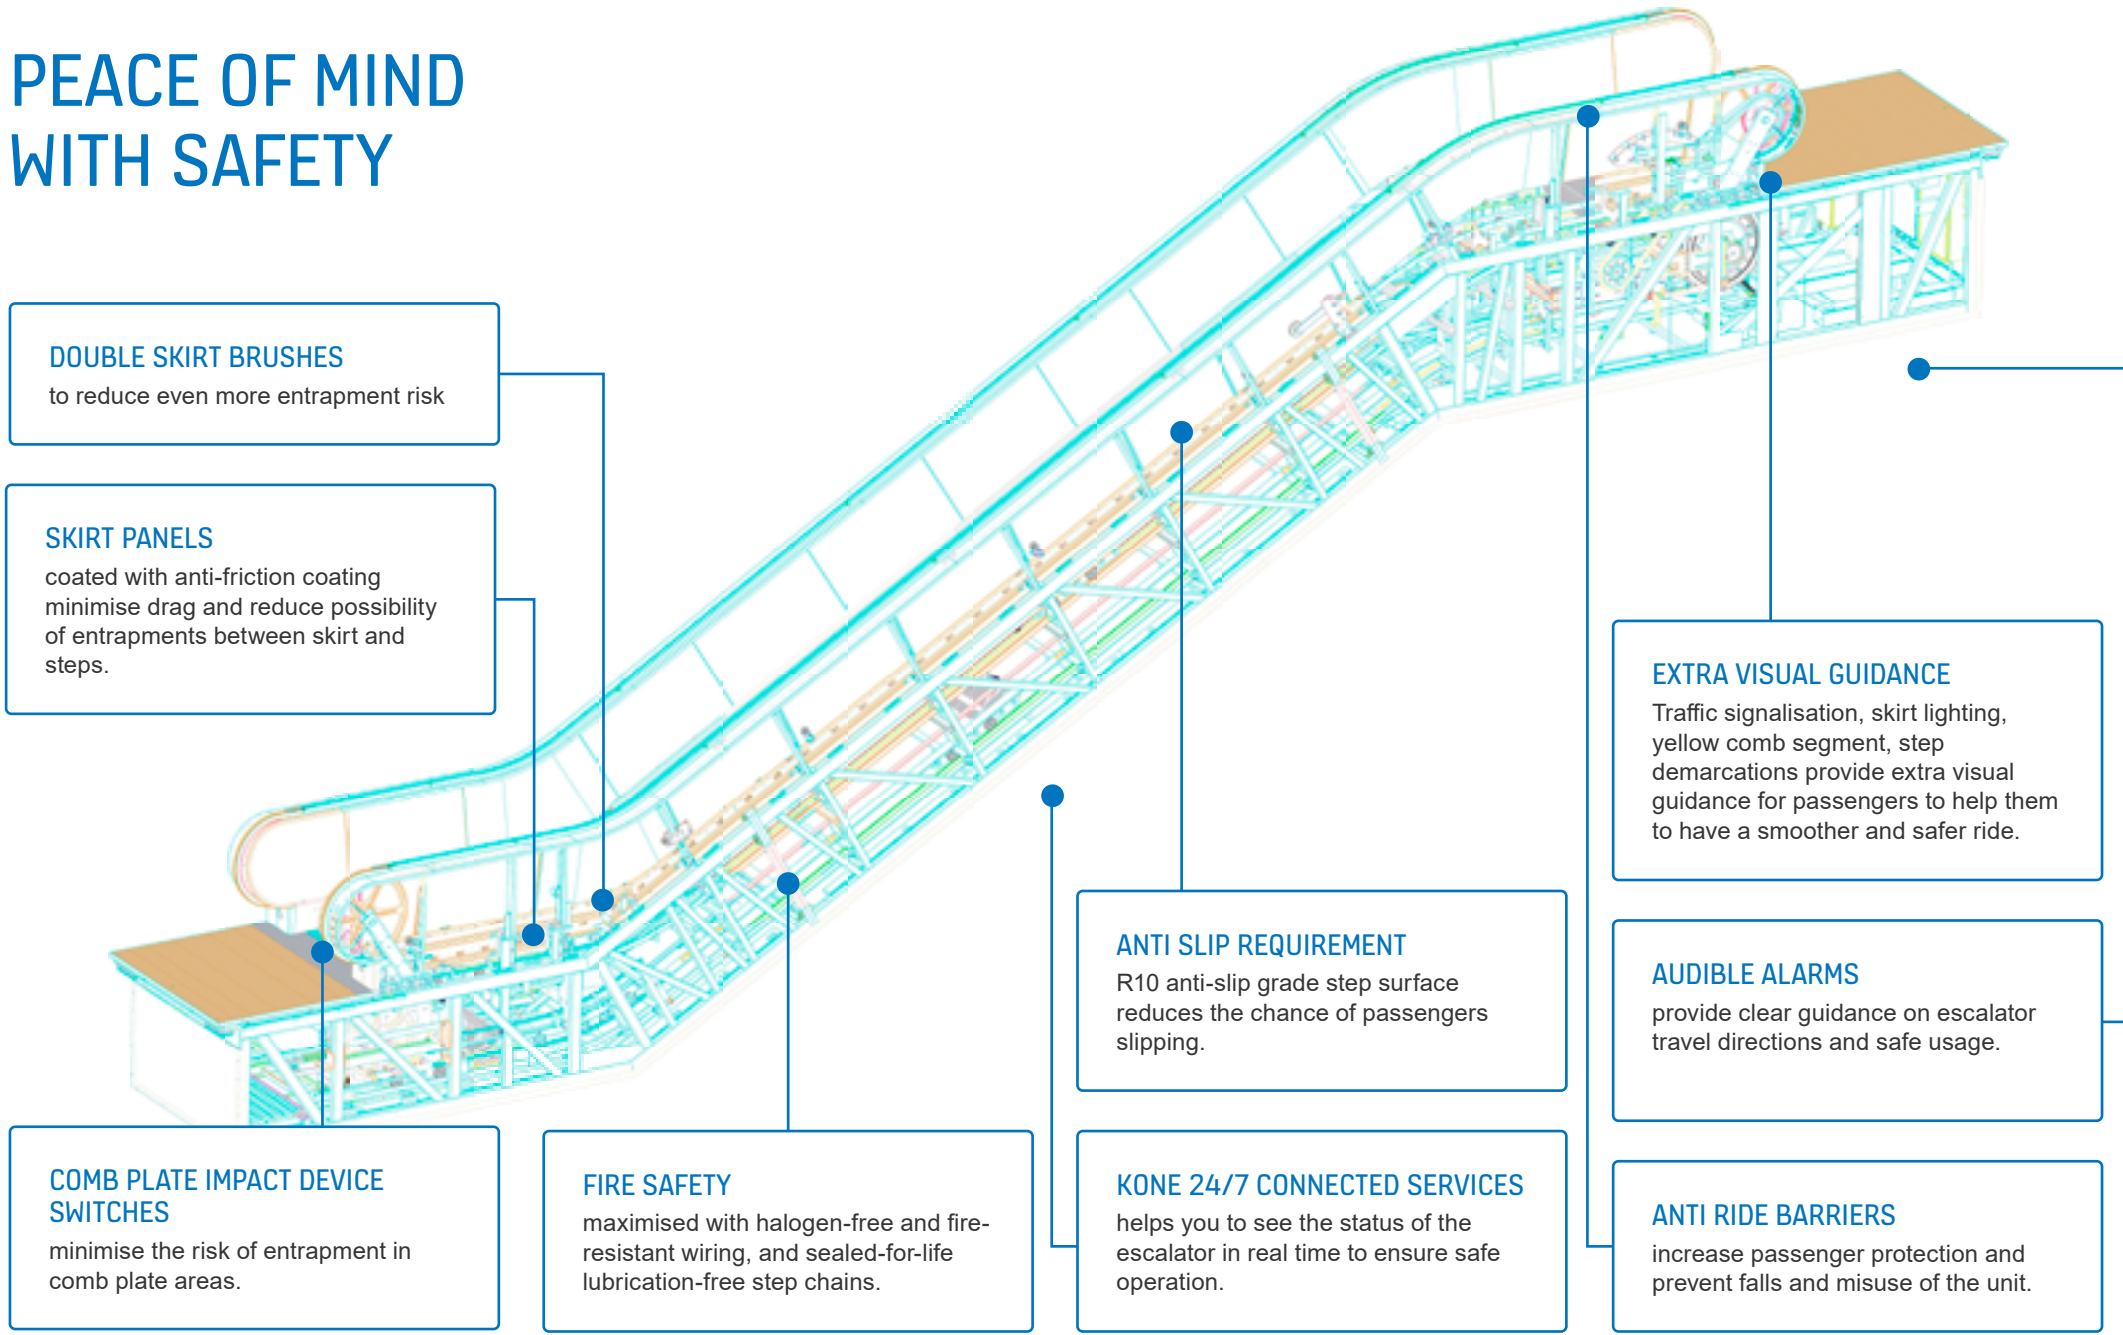 PEACE OF MIND
WITH SAFETY
DOUBLE SKIRT BRUSHES
to reduce even more entrapment risk
SKIRT PANELS
coated with anti-friction coating
minimise drag and reduce possibility
of entrapments between skirt and
steps.
COMB PLATE IMPACT DEVICE
SWITCHES
minimise the risk of entrapment in
comb plate areas.
FIRE SAFETY
maximised with halogen-free and fire-
resistant wiring, and sealed-for-life
lubrication-free step chains.
ANTI SLIP REQUIREMENT
R10 anti-slip grade step surface
reduces the chance of passengers
slipping.
KONE 24/7 CONNECTED SERVICES
helps you to see the status of the
escalator in real time to ensure safe
operation.
EXTRA VISUAL GUIDANCE
Traffic signalisation, skirt lighting,
yellow comb segment, step
demarcations provide extra visual
guidance for passengers to help them
to have a smoother and safer ride.
AUDIBLE ALARMS
provide clear guidance on escalator
travel directions and safe usage.
ANTI RIDE BARRIERS
increase passenger protection and
prevent falls and misuse of the unit.